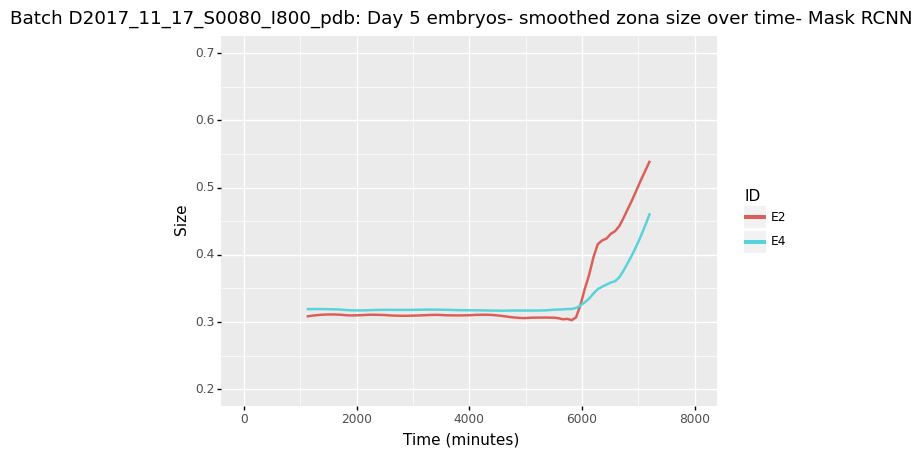 Batch D2017_11_17_S0080_I800_pdb: Day 5 embryos- smoothed zona size over time- Mask RCNN
0.7
0.6
0.5
0.4
0.3
0.2
Size
0 2000 4000 6000 8000
Time (minutes)
ID
E2
E4